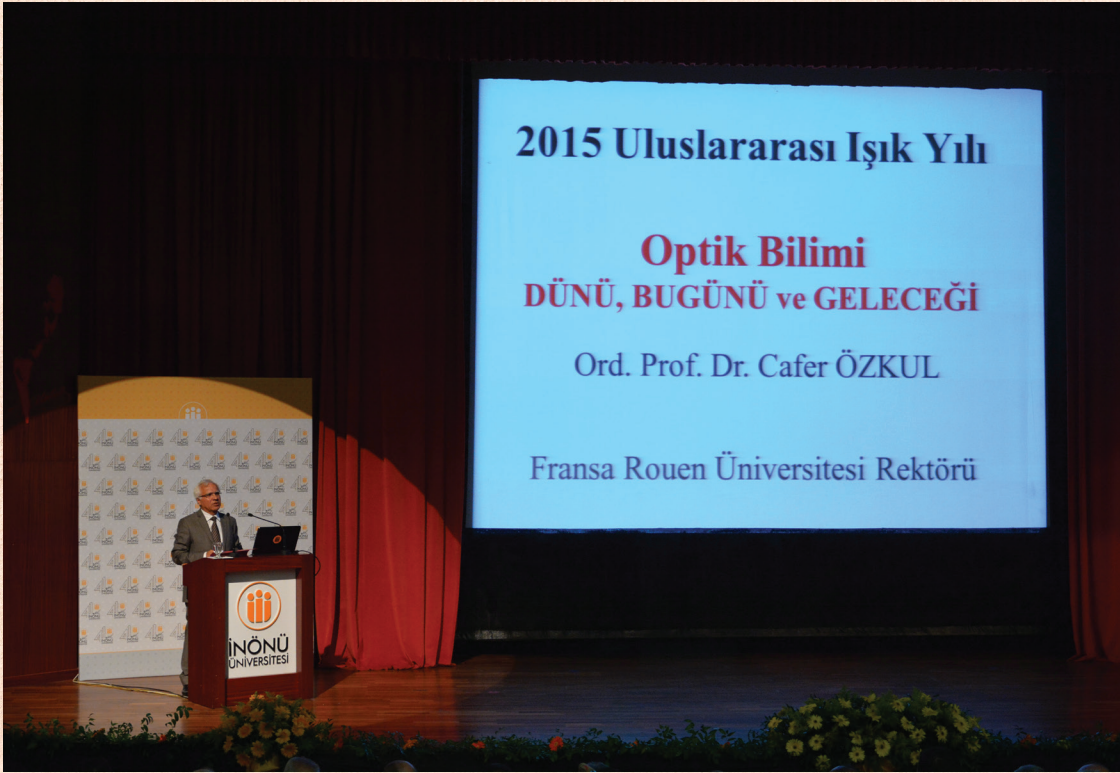 2015 Uluslararası Işık Yılı
Optik Bilimi
DÜNÜ, BUGÜNÜ ve GELECEĞİ
Ord. Prof. Dr. Cafer ÖZKUL
Fransa Rouen Üniversitesi Rektörü
İNÖNÜ
ÜNİVERSİTESİ